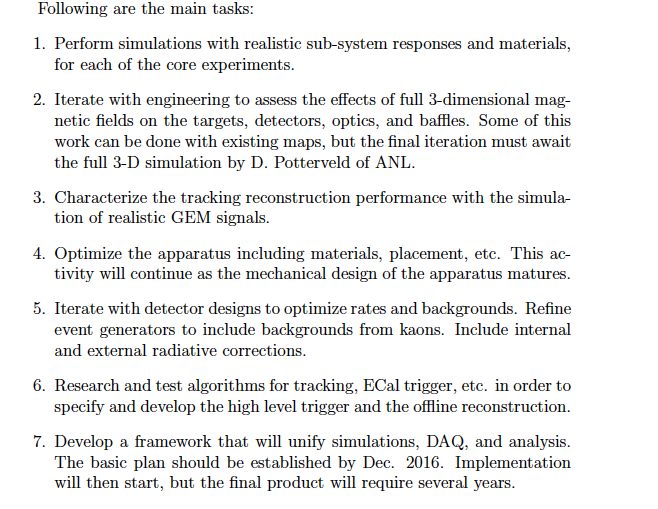 Following are the main tasks:
1. Perform simulations with realistic sub-system responses and materials,
for each of the core experiments.
2. Iterate with engineering to assess the effects of full 3-dimensional mag-
netic fields on the targets, detectors, optics, and baffles. Some of this
work can be done with existing maps, but the final iteration must await
the full 3-D simulation by D. Potterveld of ANL.
3. Characterize the tracking reconstruction performance with the simula-
tion of realistic GEM signals.
4. Optimize the apparatus including materials, placement, etc. This ac-
tivity will continue as the mechanical design of the apparatus matures.
5. Iterate with detector designs to optimize rates and backgrounds. Refine
event generators to include backgrounds from kaons. Include internal
and external radiative corrections.
6. Research and test algorithms for tracking, ECal trigger, etc. in order to
specify and develop the high level trigger and the offline reconstruction.
7. Develop a framework that will unify simulations, DAQ, and analysis.
The basic plan should be established by Dec. 2016. Implementation
will then start, but the final product will require several years.